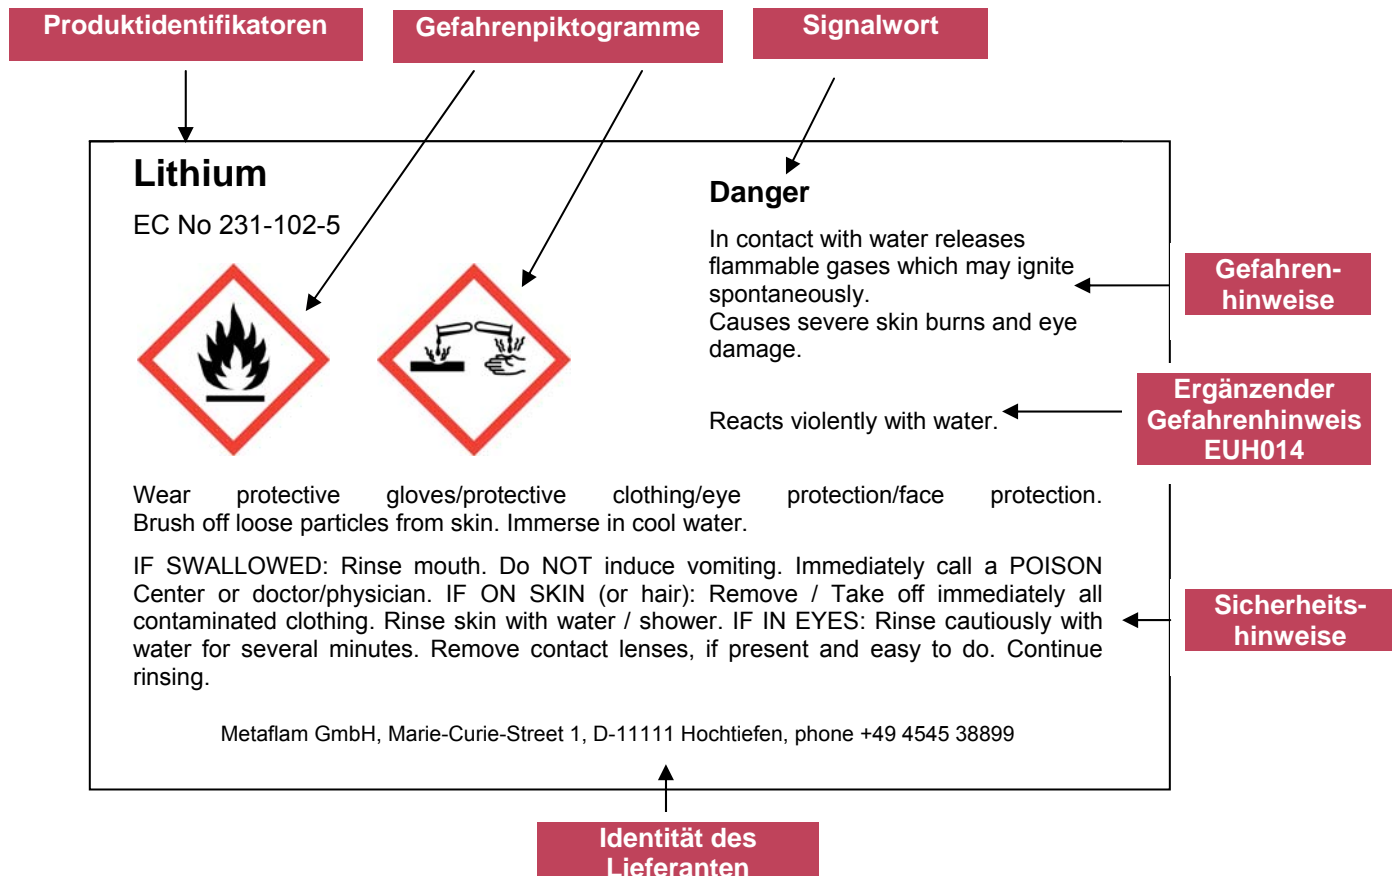 Produktidentifikatoren
Gefahrenpiktogramme
Signalwort
Lithium
EC No 231-102-5
Danger
In contact with water releases
flammable gases which may ignite
spontaneously.
Causes severe skin burns and eye
damage.
Gefahren-
hinweise
Reacts violently with water.
Ergänzender
Gefahrenhinweis
EUH014
Wear protective gloves/protective clothing/eye protection/face protection.
Brush off loose particles from skin. Immerse in cool water.
IF SWALLOWED: Rinse mouth. Do NOT induce vomiting. Immediately call a POISON
Center or doctor/physician. IF ON SKIN (or hair): Remove / Take off immediately all
contaminated clothing. Rinse skin with water / shower. IF IN EYES: Rinse cautiously with
water for several minutes. Remove contact lenses, if present and easy to do. Continue
rinsing.
Sicherheits-
hinweise
Metaflam GmbH, Marie-Curie-Street 1, D-11111 Hochtiefen, phone +49 4545 38899
Identität des
Lieferanten